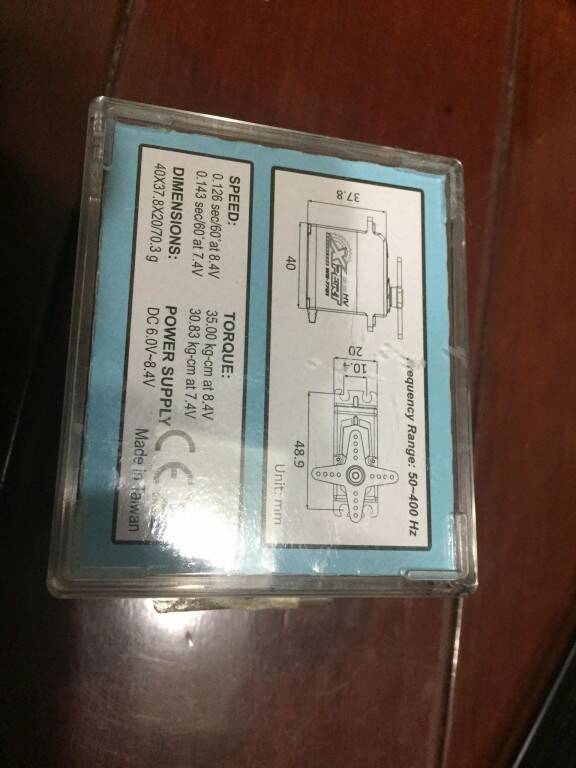 SPEED:
0.126 sec/60°at 8.4V
0.143 sec/60°at 7.4V
DIMENSIONS:
40X37.8X20/70.3 g
TORQUE:
35.00 kg-cm at 8.4V
30.83 kg-cm at 7.4V
POWER SUPPLY
DC 6.0V~8.4V
CE
Made in Taiwan
37.8
40
HV
20
48.9
Unit: mm
requency Range: 50~400 Hz